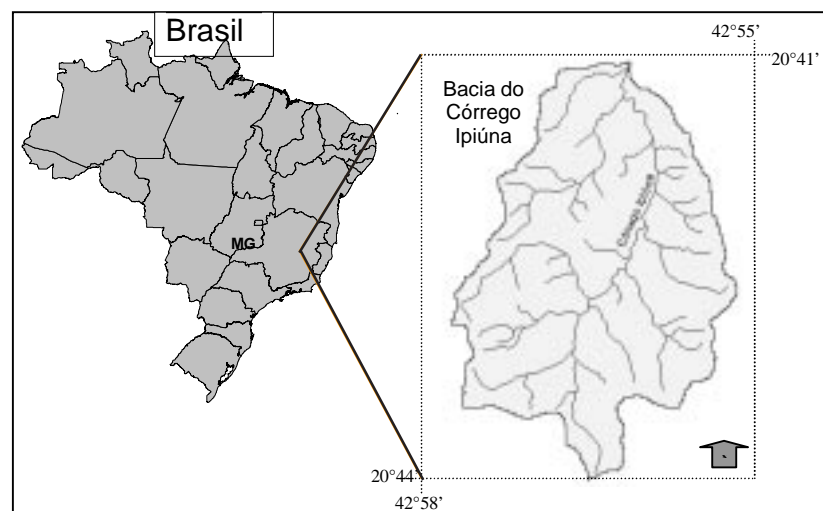 Brasil
42°55’
20°41’
Bacia do
Córrego
Ipiúna
MG
20°44’
42°58’